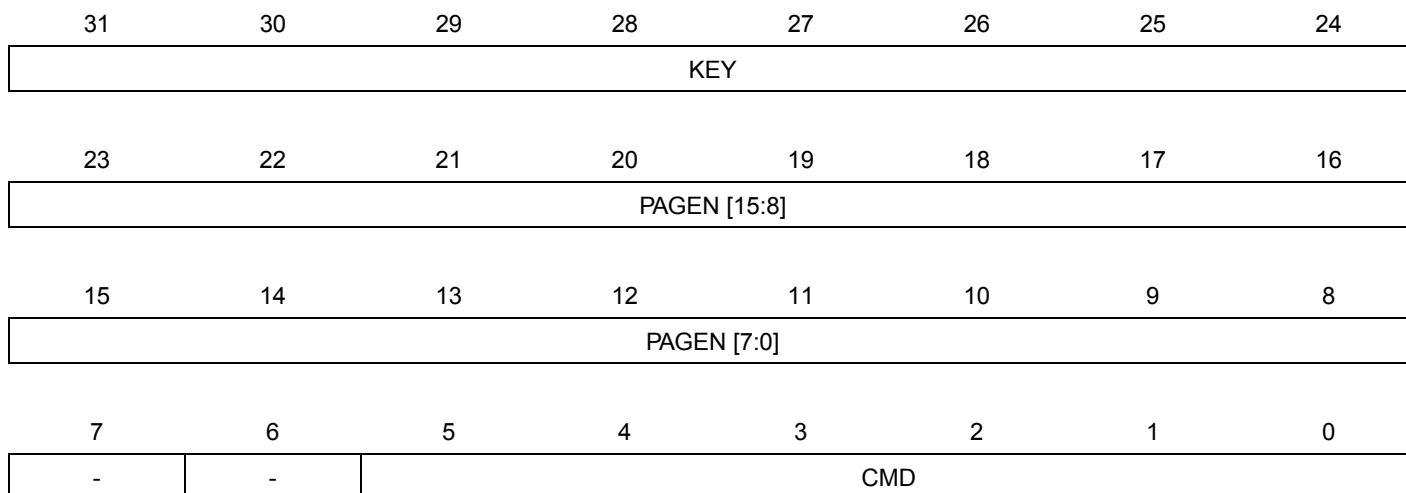 31 30 29 28 27 26 25 24
KEY
23 22 21 20 19 18 17 16
PAGEN [15:8]
15 14 13 12 11 10 9 8
PAGEN [7:0]
7 6 5 4 3 2 1 0
- - CMD